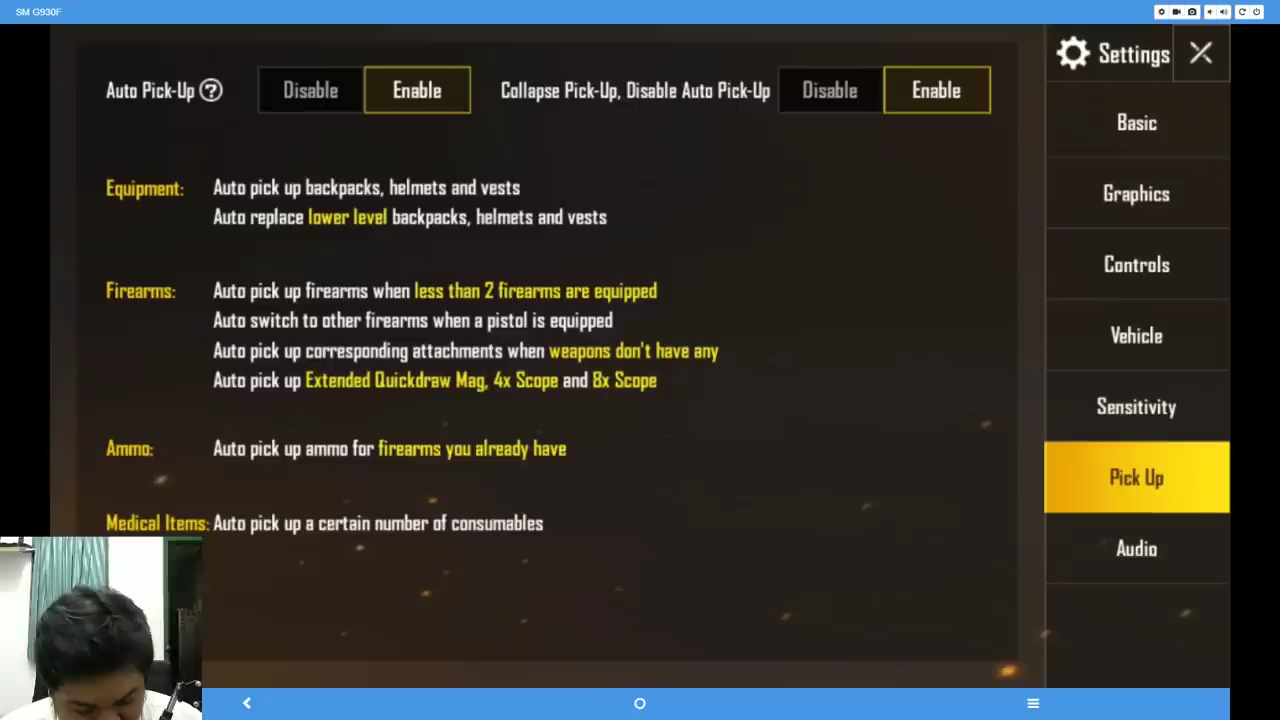 SM G930F
Settings
Auto Pick-Up ? Disable Enable Collapse Pick-Up, Disable Auto Pick-Up Disable Enable
Equipment: Auto pick up backpacks, helmets and vests
Auto replace lower level backpacks, helmets and vests
Firearms: Auto pick up firearms when less than 2 firearms are equipped
Auto switch to other firearms when a pistol is equipped
Auto pick up corresponding attachments when weapons don't have any
Auto pick up Extended Quickdraw Mag, 4x Scope and 8x Scope
Ammo: Auto pick up ammo for firearms you already have
Medical Items: Auto pick up a certain number of consumables
Basic
Graphics
Controls
Vehicle
Sensitivity
Pick Up
Audio